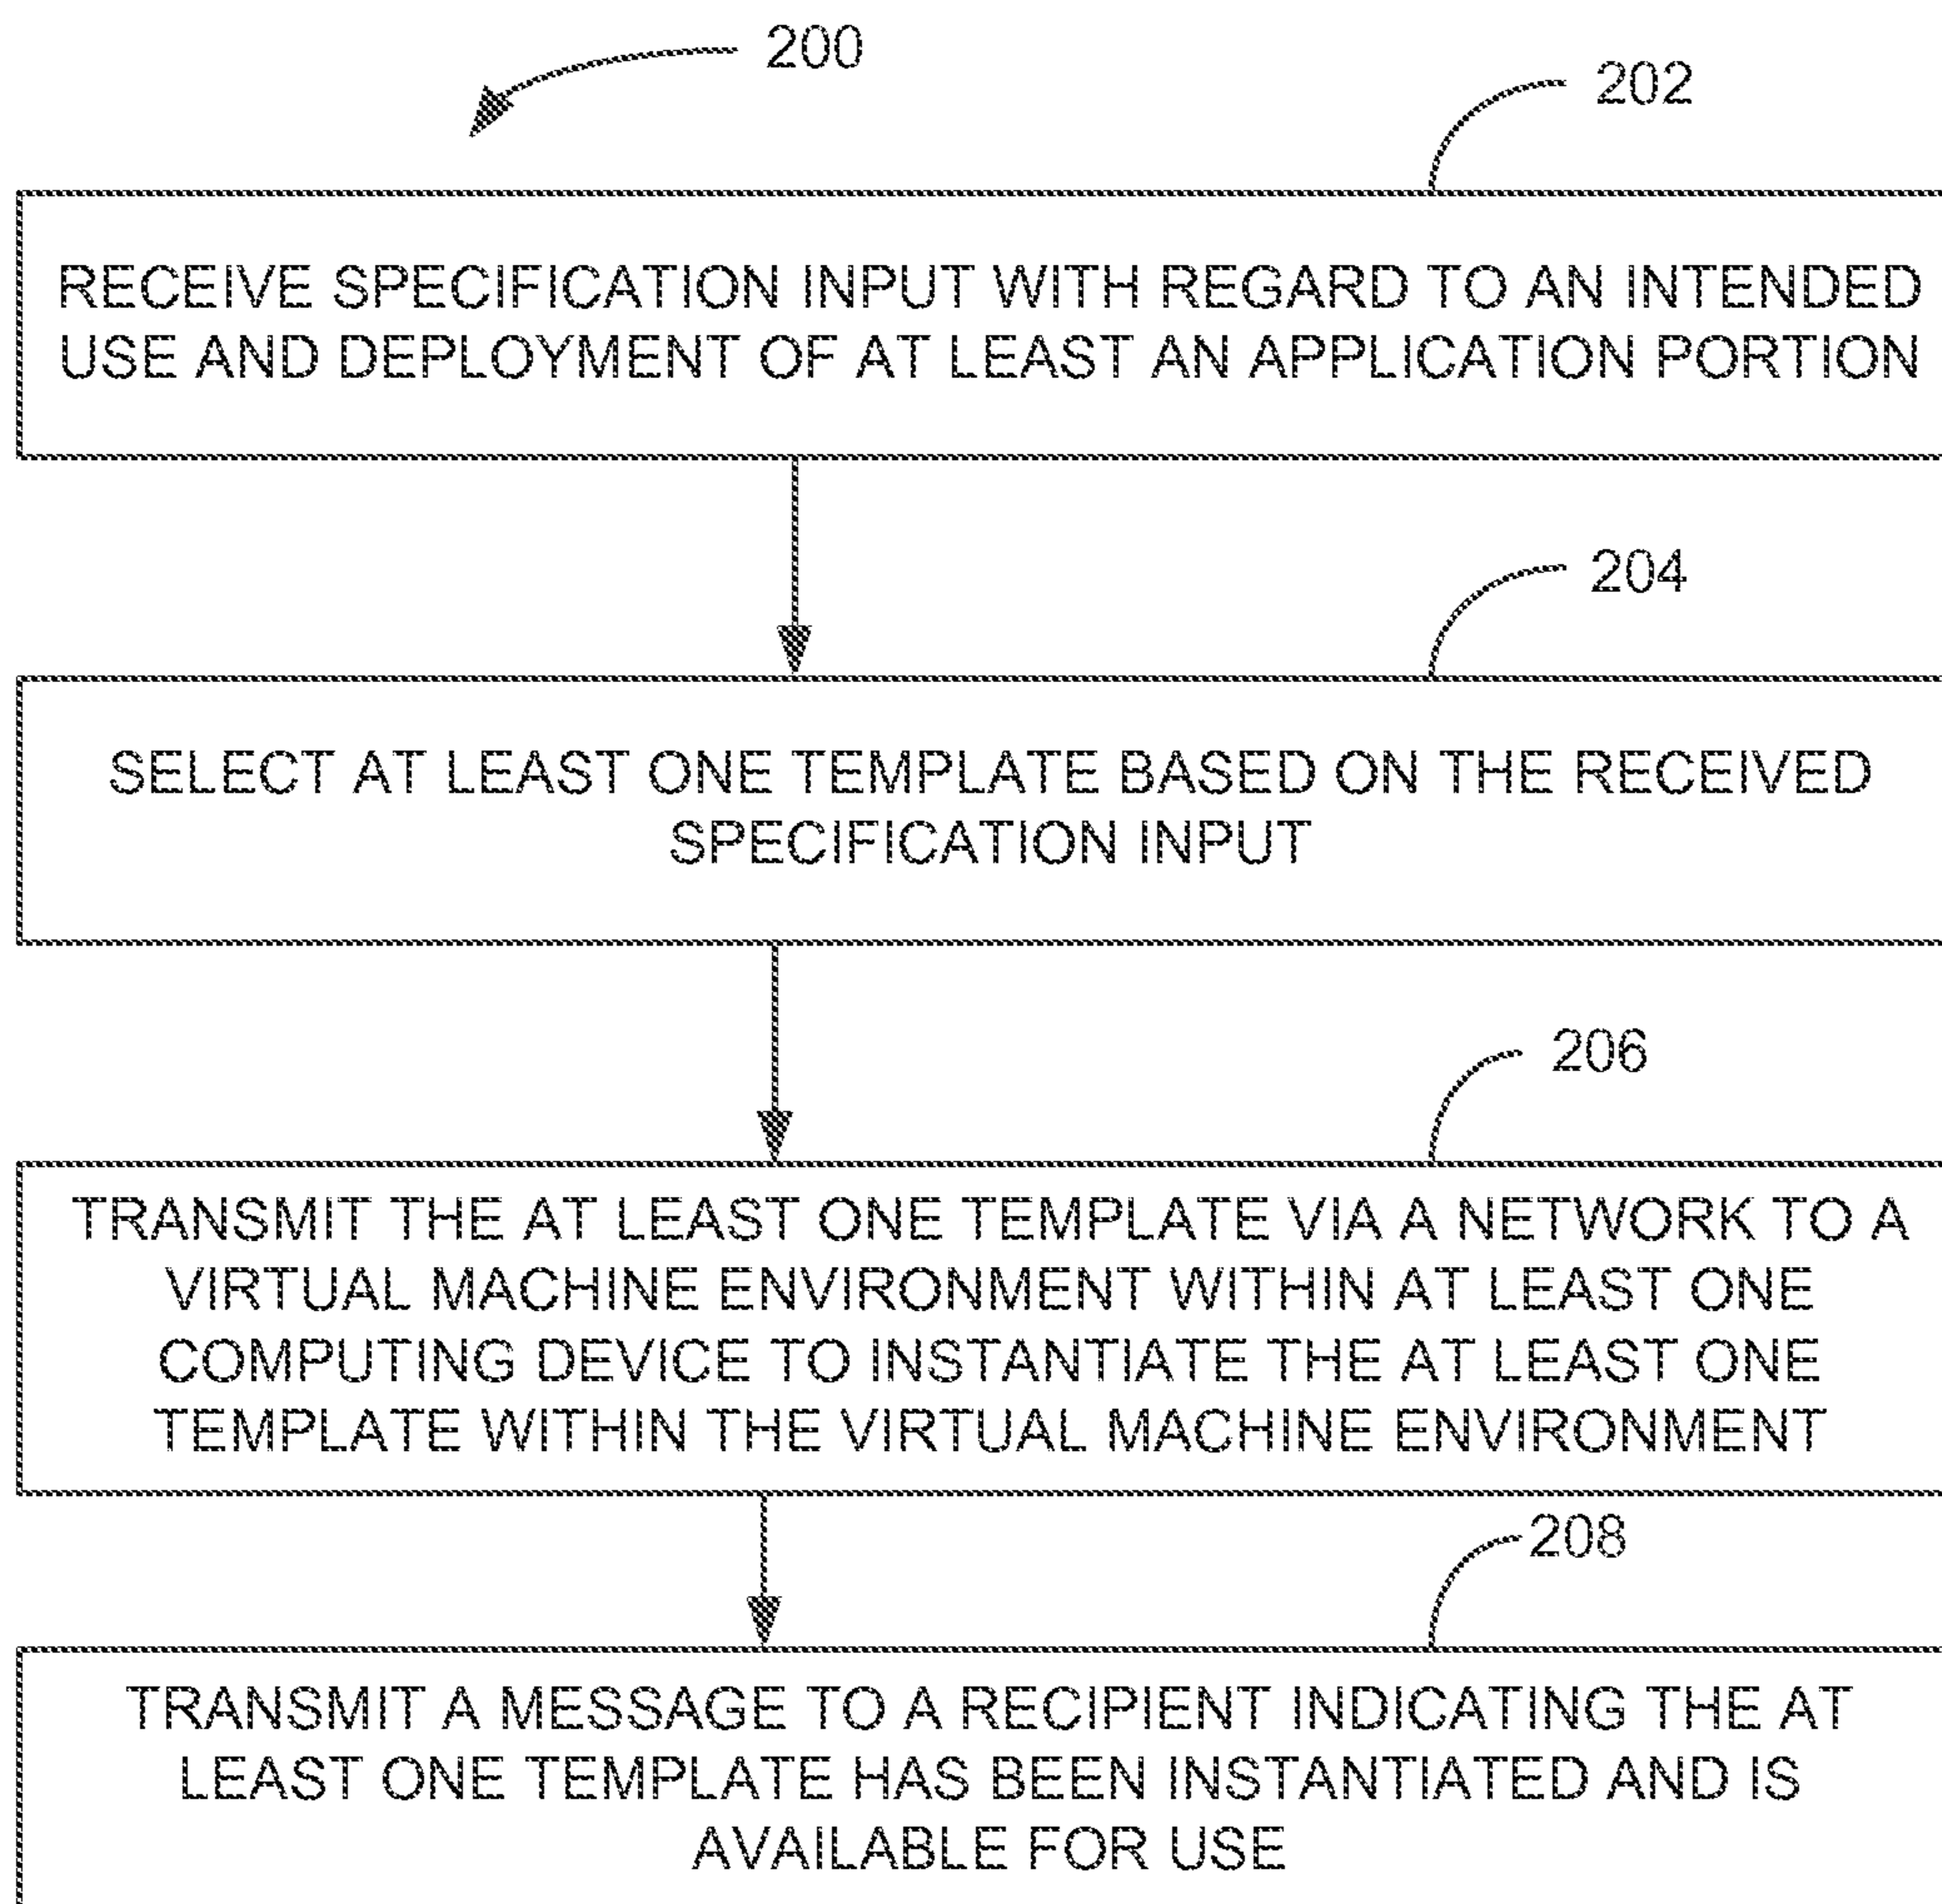 200
202
RECEIVE SPECIFICATION INPUT WITH REGARD TO AN INTENDED
USE AND DEPLOYMENT OF AT LEAST AN APPLICATION PORTION
204
SELECT AT LEAST ONE TEMPLATE BASED ON THE RECEIVED
SPECIFICATION INPUT
206
TRANSMIT THE AT LEAST ONE TEMPLATE VIA A NETWORK TO A
VIRTUAL MACHINE ENVIRONMENT WITHIN AT LEAST ONE
COMPUTING DEVICE TO INSTANTIATE THE AT LEAST ONE
TEMPLATE WITHIN THE VIRTUAL MACHINE ENVIRONMENT
208
TRANSMIT A MESSAGE TO A RECIPIENT INDICATING THE AT
LEAST ONE TEMPLATE HAS BEEN INSTANTIATED AND IS
AVAILABLE FOR USE